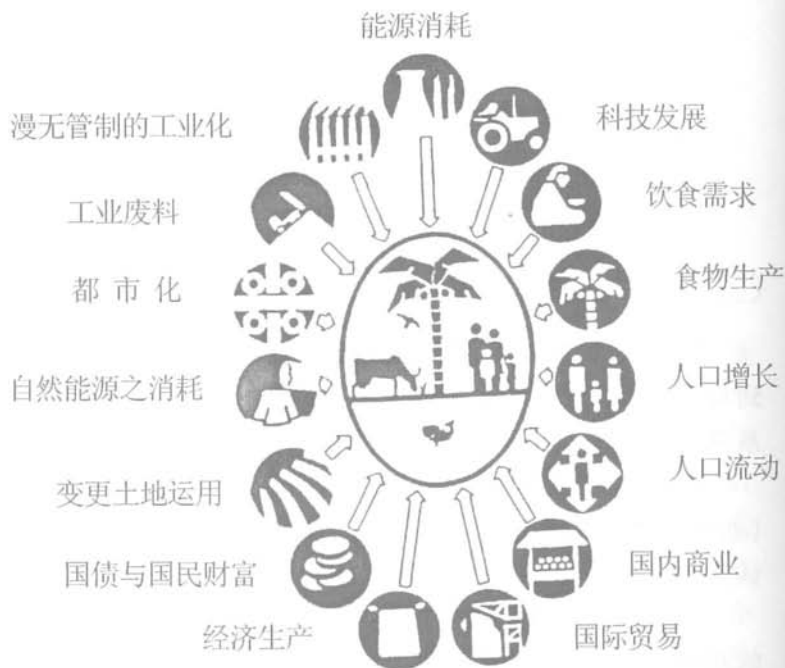 能源消耗
漫无管制的工业化
科技发展
工业废料
饮食需求
都 市 化
食物生产
自然能源之消耗
人口增长
变更土地运用
人口流动
国债与国民财富
国内商业
经济生产
国际贸易